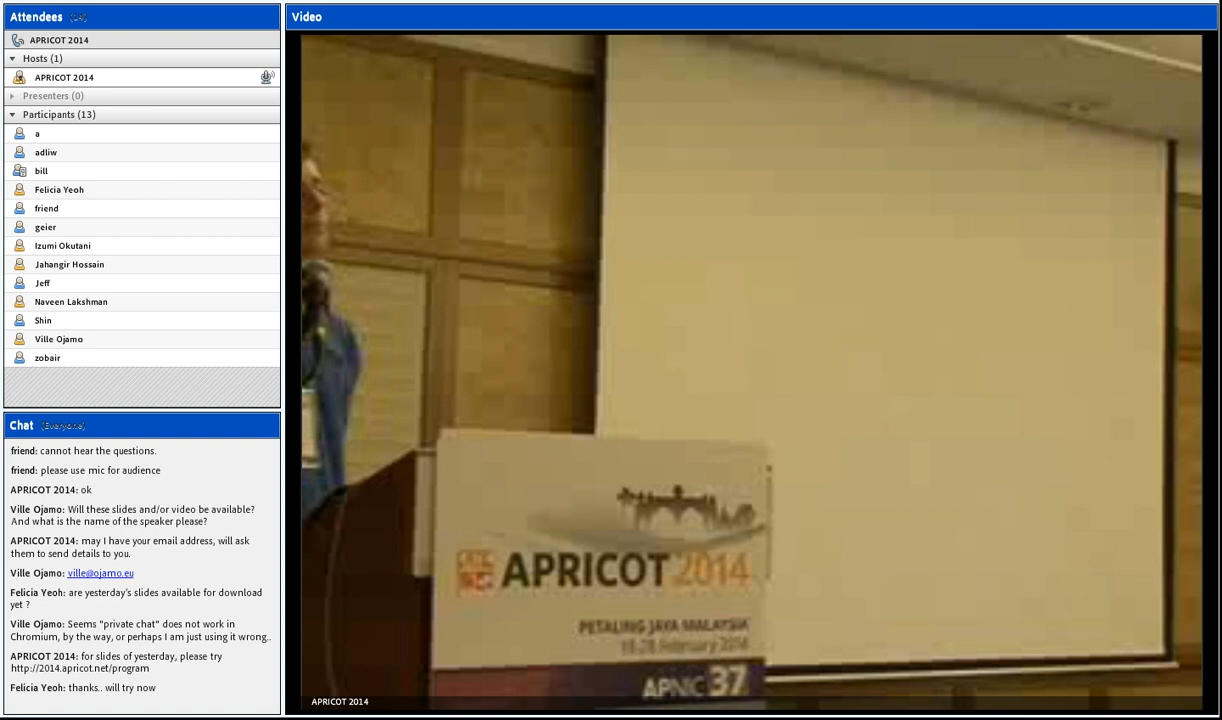 Attendees (14)
APRICOT 2014
Hosts (1)
APRICOT 2014
Presenters (0)
Participants (13)
a
adliw
bill
Felicia Yeoh
friend
geier
Izumi Okutani
Jahangir Hossain
Jeff
Naveen Lakshman
Shin
Ville Ojamo
zobair
Chat (Everyone)
friend: cannot hear the questions.
friend: please use mic for audience
APRICOT 2014: ok
Ville Ojamo: Will these slides and/or video be available?
And what is the name of the speaker please?
APRICOT 2014: may I have your email address, will ask
them to send details to you.
Ville Ojamo: ville@ojamo.eu
Felicia Yeoh: are yesterday's slides available for download
yet ?
Ville Ojamo: Seems "private chat" does not work in
Chromium, by the way, or perhaps I am just using it wrong..
APRICOT 2014: for slides of yesterday, please try
http://2014.apricot.net/program
Felicia Yeoh: thanks.. will try now
Video
APRICOT 2014
PETALING JAYA MALAYSIA
18-28 February 2014
APNIC 37
APRICOT 2014